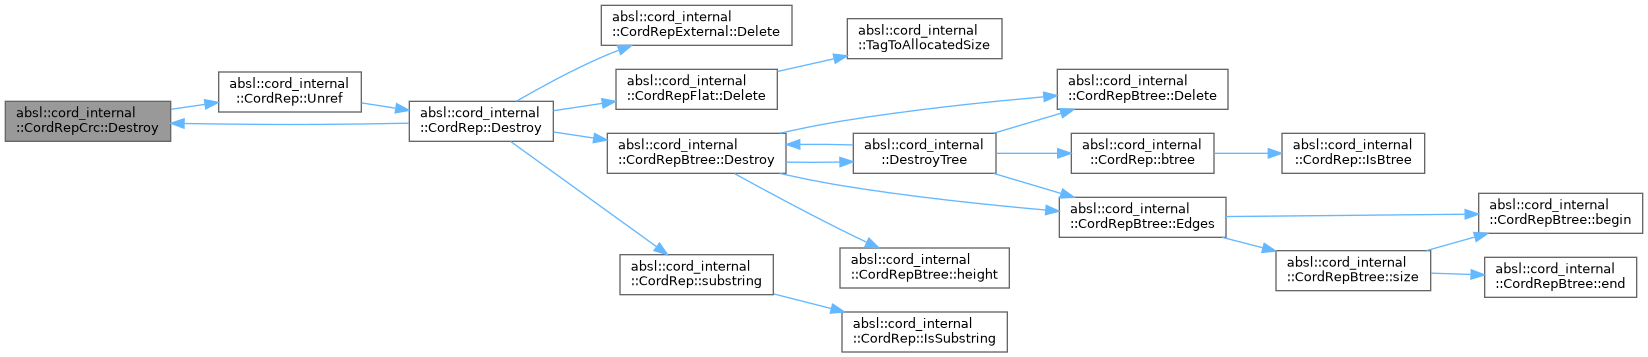 absl::cord_internal
::CordRepCrc::Destroy
absl::cord_internal
::CordRep::Unref
absl::cord_internal
::CordRep::Destroy
absl::cord_internal
::CordRepExternal::Delete
absl::cord_internal
::CordRepFlat::Delete
absl::cord_internal
::TagToAllocatedSize
absl::cord_internal
::CordRepBtree::Destroy
absl::cord_internal
::CordRepBtree::Delete
absl::cord_internal
::DestroyTree
absl::cord_internal
::CordRep::btree
absl::cord_internal
::CordRep::IsBtree
absl::cord_internal
::CordRepBtree::Edges
absl::cord_internal
::CordRepBtree::begin
absl::cord_internal
::CordRepBtree::size
absl::cord_internal
::CordRepBtree::end
absl::cord_internal
::CordRepBtree::height
absl::cord_internal
::CordRep::substring
absl::cord_internal
::CordRep::IsSubstring